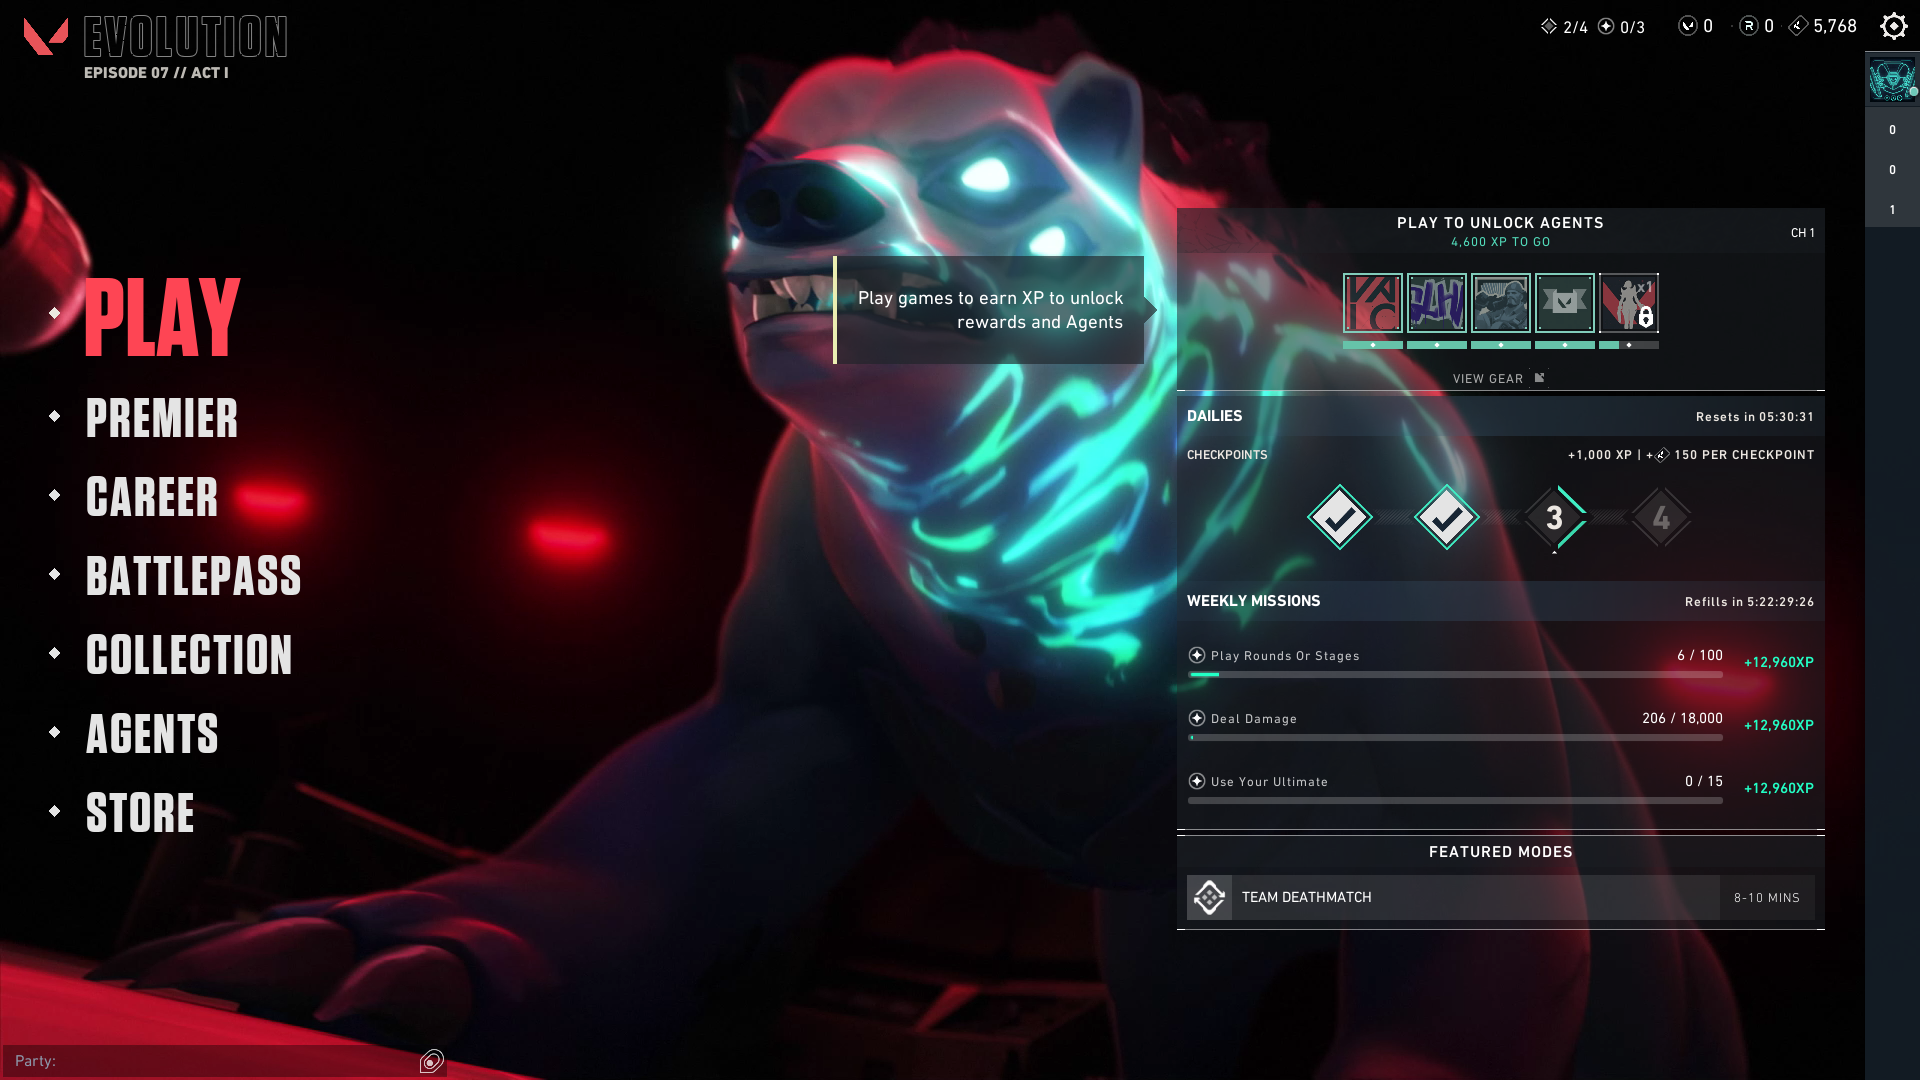 EVOLUTION
EPISODE 07 // ACT I
2/4 0/3 0 R 0 5,768
0
0
1
PLAY
PREMIER
CAREER
BATTLEPASS
COLLECTION
AGENTS
STORE
Play games to earn XP to unlock
rewards and Agents
PLAY TO UNLOCK AGENTS
4,600 XP TO GO
CH 1
x1
VIEW GEAR
DAILIES
Resets in 05:30:31
CHECKPOINTS
+1,000 XP | + 150 PER CHECKPOINT
3 4
WEEKLY MISSIONS
Refills in 5:22:29:26
Play Rounds Or Stages 6 / 100 +12,960XP
Deal Damage 206 / 18,000 +12,960XP
Use Your Ultimate 0 / 15 +12,960XP
FEATURED MODES
TEAM DEATHMATCH 8-10 MINS
Party: